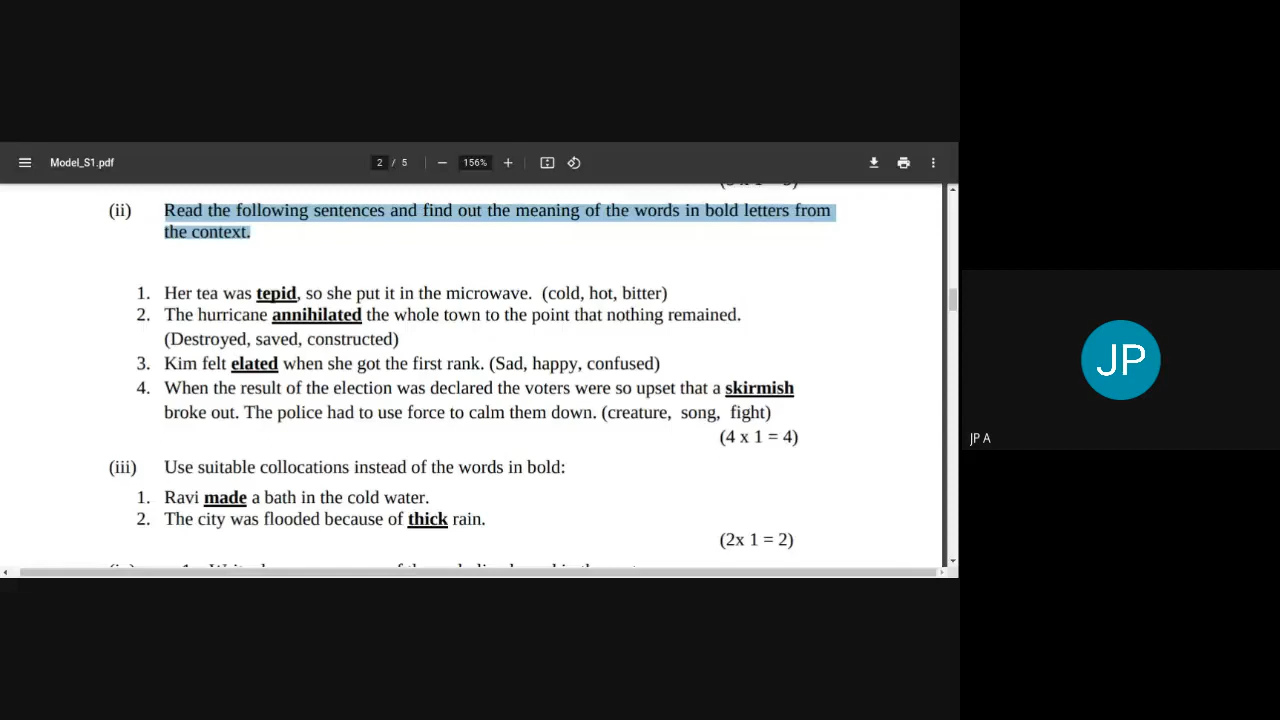 Model_S1.pdf
2 / 5
156%
(ii) Read the following sentences and find out the meaning of the words in bold letters from
the context.
1. Her tea was tepid, so she put it in the microwave. (cold, hot, bitter)
2. The hurricane annihilated the whole town to the point that nothing remained.
(Destroyed, saved, constructed)
3. Kim felt elated when she got the first rank. (Sad, happy, confused)
4. When the result of the election was declared the voters were so upset that a skirmish
broke out. The police had to use force to calm them down. (creature, song, fight)
(4 x 1 = 4)
(iii) Use suitable collocations instead of the words in bold:
1. Ravi made a bath in the cold water.
2. The city was flooded because of thick rain.
(2x 1 = 2)
JP
JP A